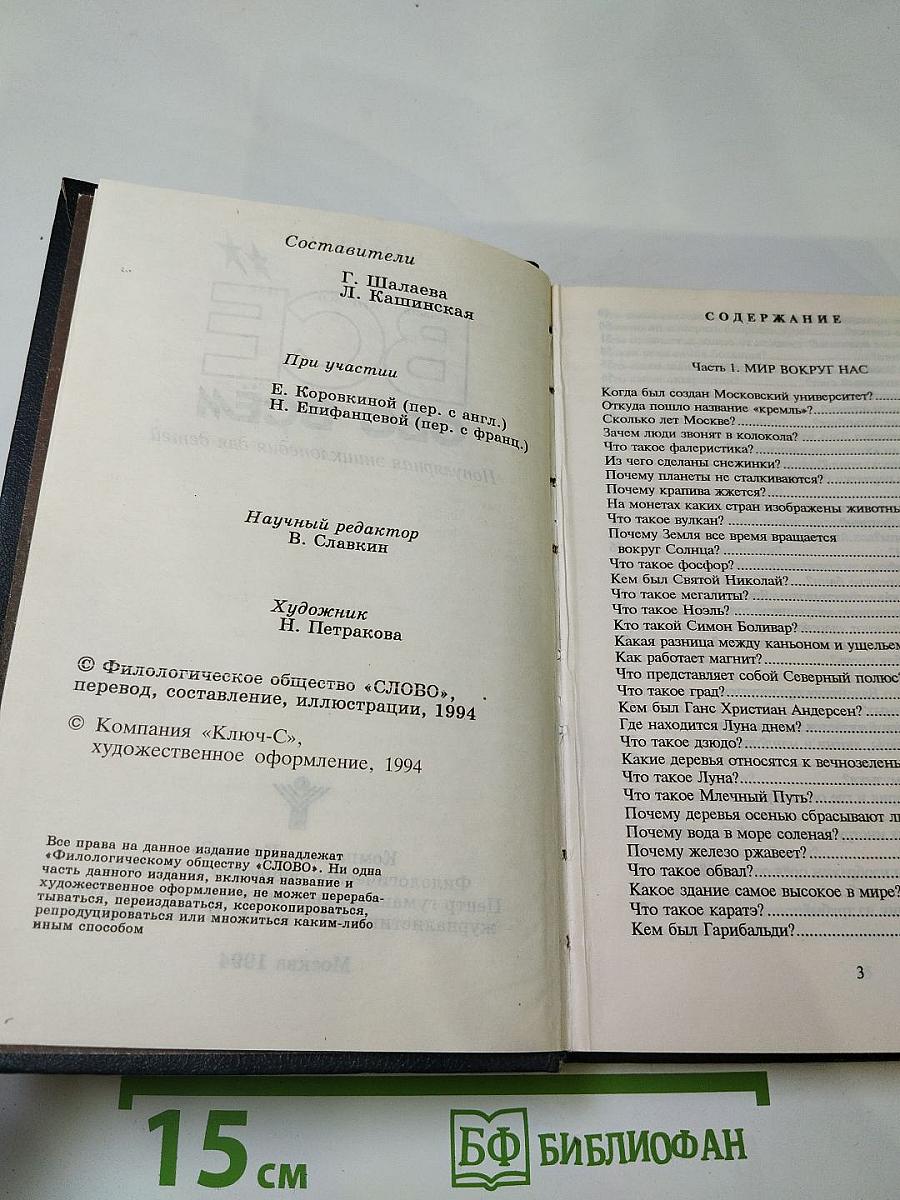 Составители
Г. Шалаева
Л. Кашинская
При участии
Е. Коровкиной (пер. с англ.)
Н. Епифанцевой (пер. с франц.)
Научный редактор
В. Славкин
Художник
Н. Петракова
© Филологическое общество «СЛОВО»,
перевод, составление, иллюстрации, 1994
© Компания «Ключ-С»,
художественное оформление, 1994
Все права на данное издание принадлежат
«Филологическому обществу «СЛОВО». Ни одна
часть данного издания, включая название и
художественное оформление, не может перераба-
тываться, переиздаваться, ксерокопироваться,
репродуцироваться или множиться каким-либо
иным способом
СОДЕРЖАНИЕ
Часть 1. МИР ВОКРУГ НАС
Когда был создан Московский университет?
Откуда пошло название «кремль»?
Сколько лет Москве?
Зачем люди звонят в колокола?
Что такое фалеристика?
Из чего сделаны снежинки?
Почему планеты не сталкиваются?
Почему крапива жжется?
На монетах каких стран изображены животны
Что такое вулкан?
Почему Земля все время вращается
вокруг Солнца?
Что такое фосфор?
Кем был Святой Николай?
Что такое мегалиты?
Что такое Ноэль?
Кто такой Симон Боливар?
Какая разница между каньоном и ущельем
Как работает магнит?
Что представляет собой Северный полюс?
Что такое град?
Кем был Ганс Христиан Андерсен?
Где находится Луна днем?
Что такое дзюдо?
Какие деревья относятся к вечнозелены
Что такое Луна?
Что такое Млечный Путь?
Почему деревья осенью сбрасывают л
Почему вода в море соленая?
Почему железо ржавеет?
Что такое обвал?
Какое здание самое высокое в мире?
Что такое каратэ?
Кем был Гарибальди?
3
15 см
БФ БИБЛИОФАН